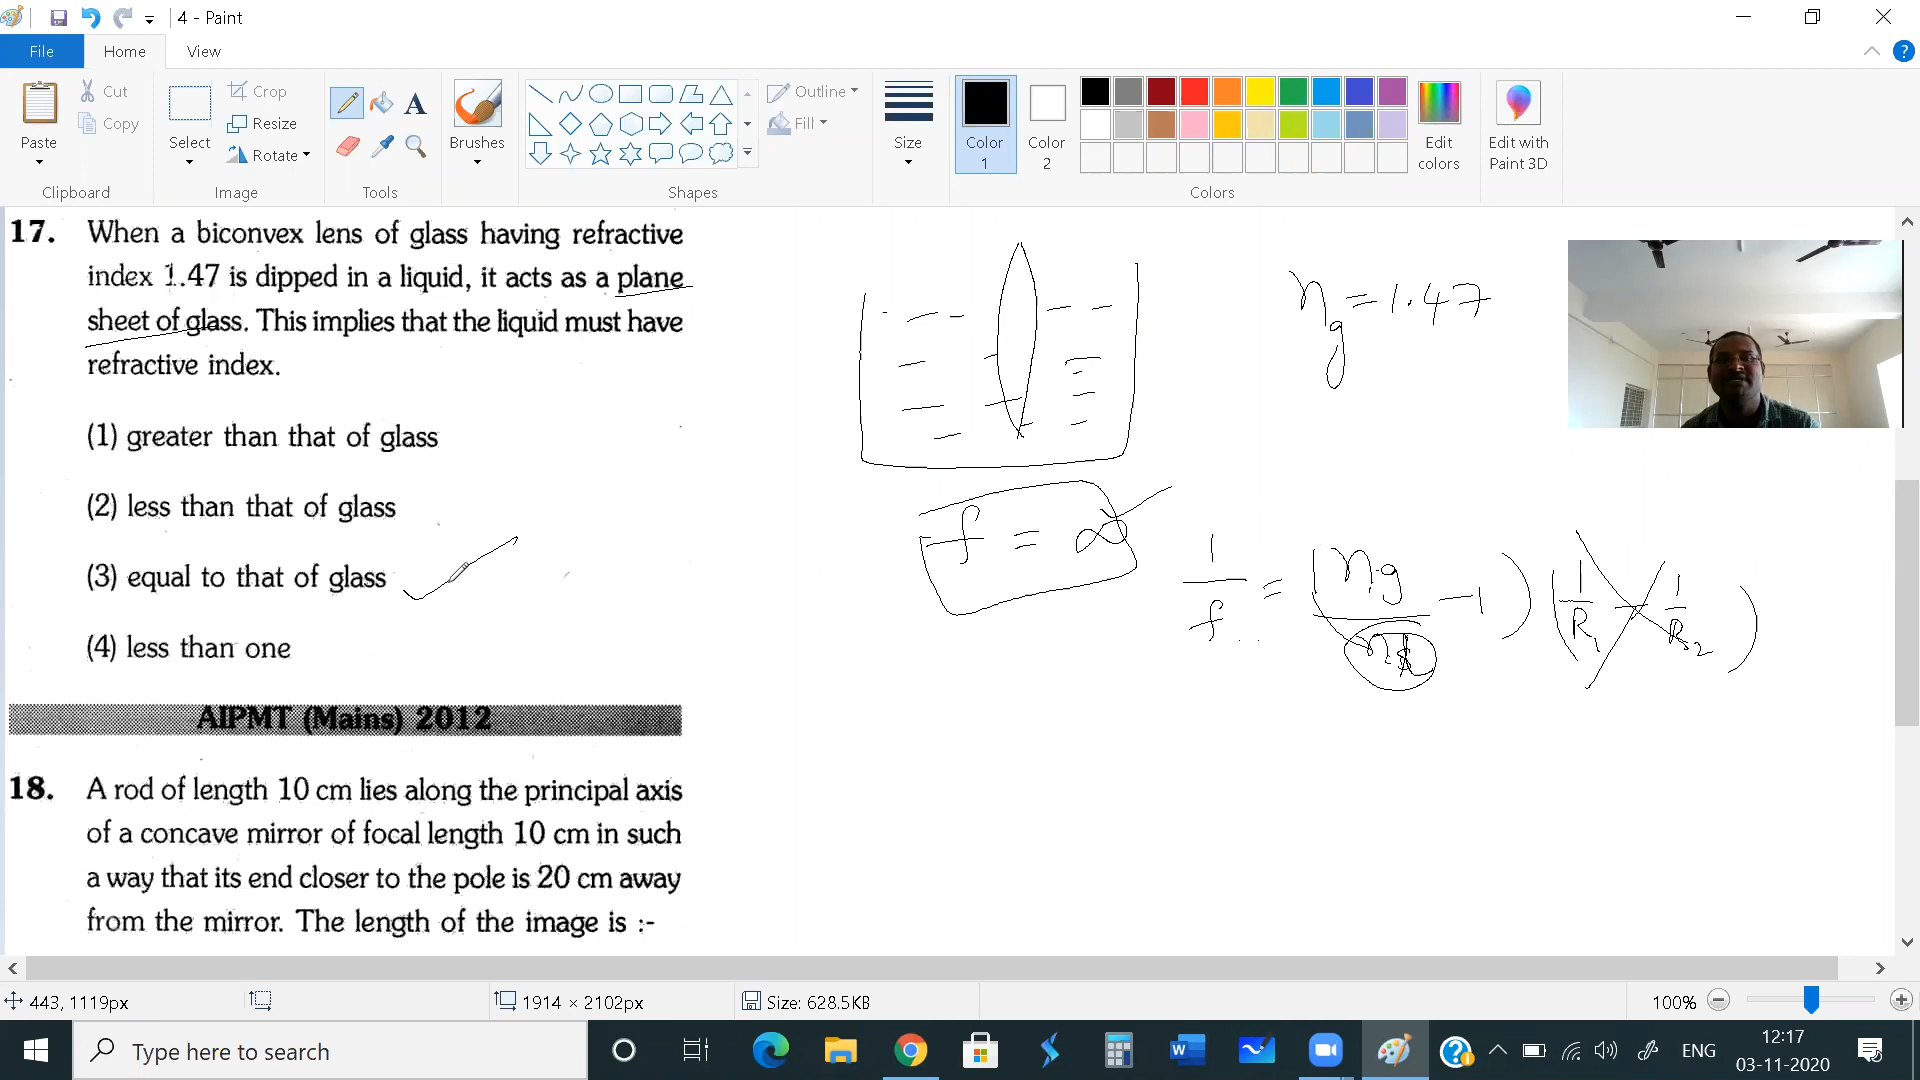 4 - Paint
File
Home
View
Paste
Cut
Copy
Clipboard
Select
Crop
Resize
Rotate
Image
A
Tools
Brushes
Outline
Fill
Shapes
Size
Color 1
Color 2
Colors
Edit colors
Edit with Paint 3D
17. When a biconvex lens of glass having refractive
index 1.47 is dipped in a liquid, it acts as a plane
sheet of glass. This implies that the liquid must have
refractive index.
(1) greater than that of glass
(2) less than that of glass
(3) equal to that of glass
(4) less than one
AIPMT (Mains) 2012
18. A rod of length 10 cm lies along the principal axis
of a concave mirror of focal length 10 cm in such
a way that its end closer to the pole is 20 cm away
from the mirror. The length of the image is :-
n_g = 1.47
f = ∞
1/f = (n_g/n_l - 1) (1/R_1 - 1/R_2)
443, 1119px
1914 × 2102px
Size: 628.5KB
100%
Type here to search
ENG
12:17
03-11-2020